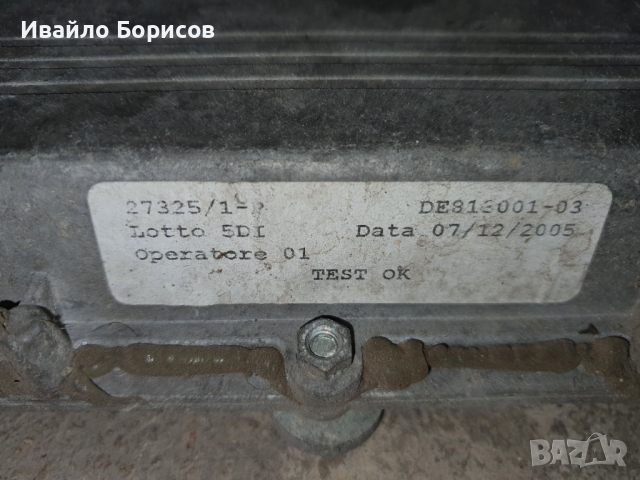 Ивайло Борисов
27325/1-
DE813001-03
Lotto 5DI
Data 07/12/2005
Operatore 01
TEST OK
BAZAR